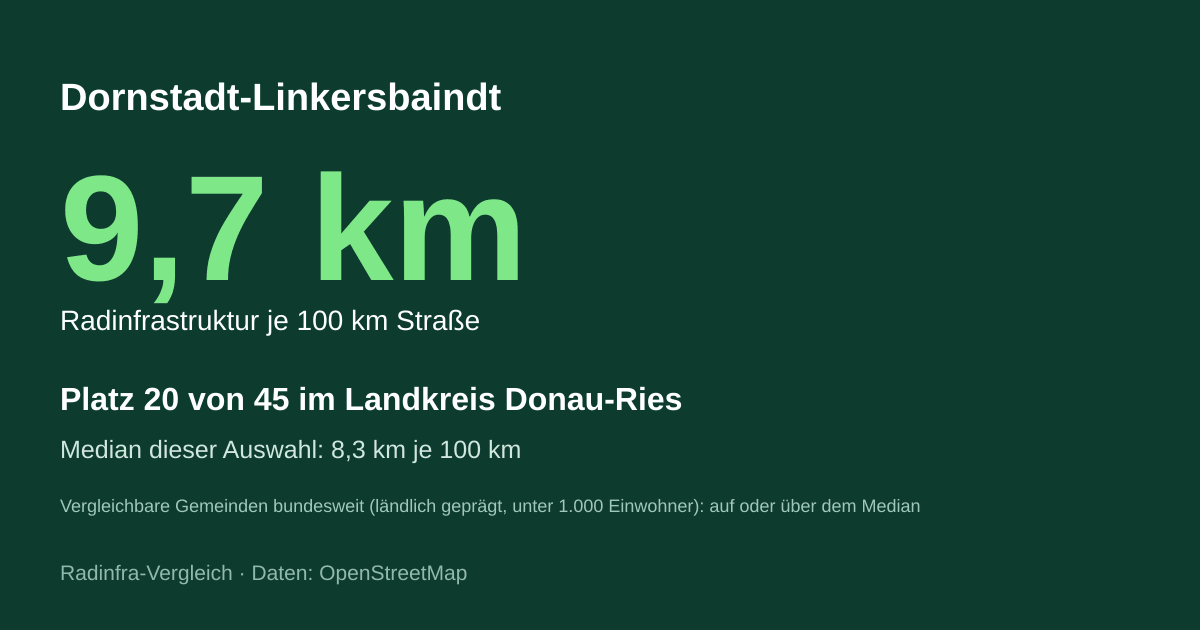 Dornstadt-Linkersbaindt
9,7 km
Radinfrastruktur je 100 km Straße
Platz 20 von 45 im Landkreis Donau-Ries
Median dieser Auswahl: 8,3 km je 100 km
Vergleichbare Gemeinden bundesweit (ländlich geprägt, unter 1.000 Einwohner): auf oder über dem Median
Radinfra-Vergleich · Daten: OpenStreetMap